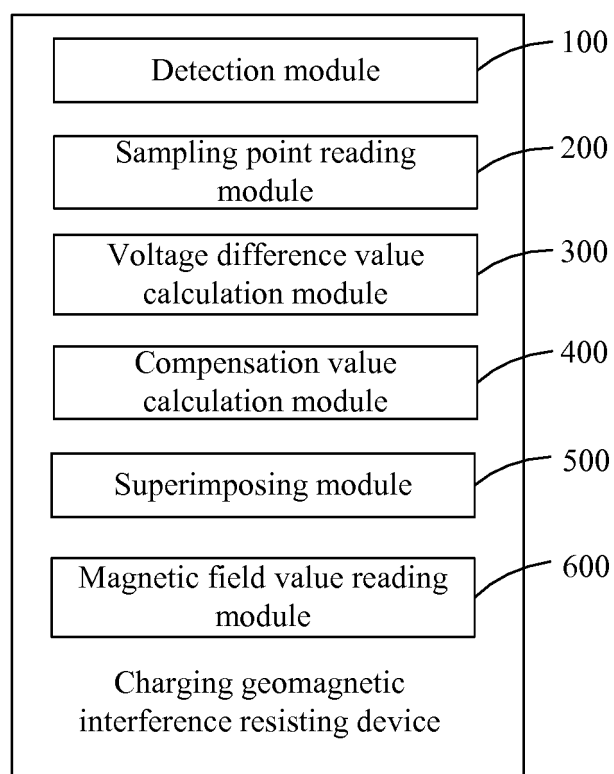 Detection module
100
Sampling point reading
module
200
Voltage difference value
calculation module
300
Compensation value
calculation module
400
Superimposing module
500
Magnetic field value reading
module
600
Charging geomagnetic
interference resisting device